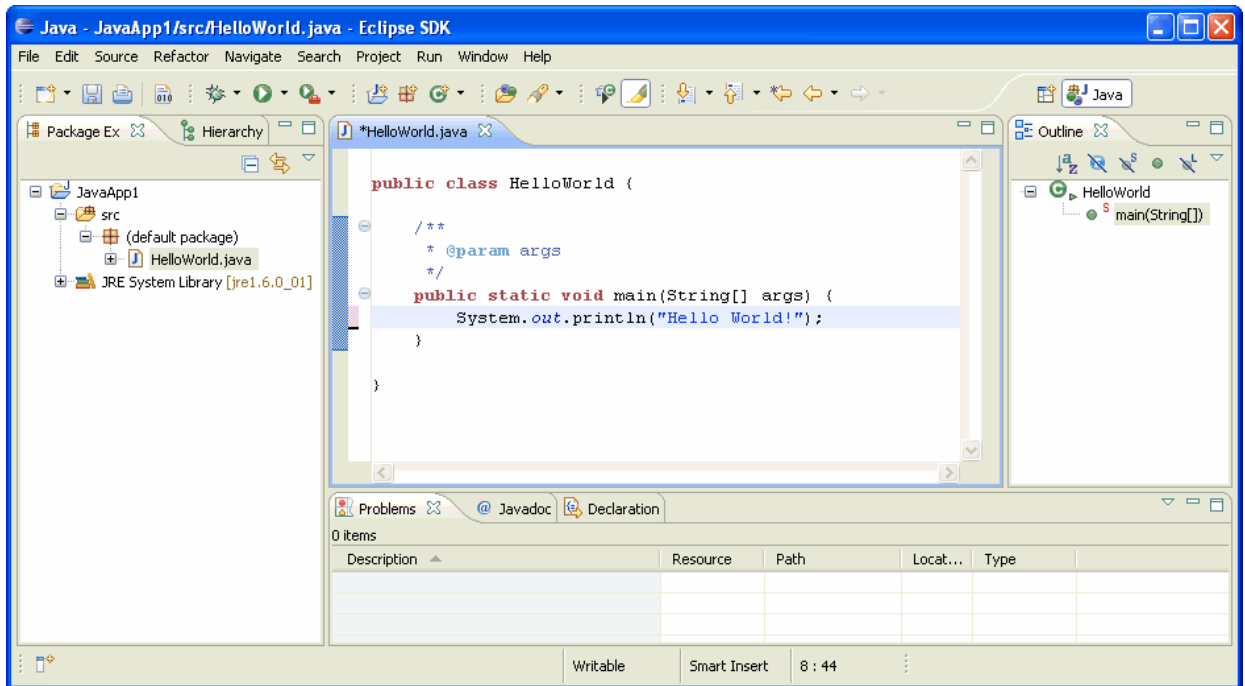 Java - JavaApp1/src/HelloWorld.java - Eclipse SDK
File Edit Source Refactor Navigate Search Project Run Window Help
010
Java
Package Ex Hierarchy
JavaApp1
src
(default package)
J HelloWorld.java
JRE System Library [jre1.6.0_01]
J *HelloWorld.java
public class HelloWorld {
/**
* @param args
*/
public static void main(String[] args) {
System.out.println("Hello World!");
}
}
Outline
HelloWorld
S main(String[])
Problems @ Javadoc Declaration
0 items
Description Resource Path Locat... Type
Writable Smart Insert 8 : 44